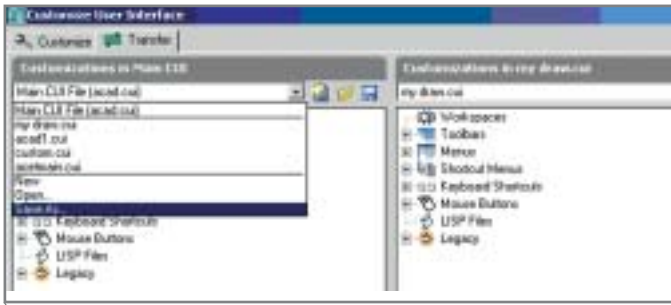 Customize User Interface
Customize Transfer
Customizations in Main CUI
Main CUI File (acad.cui)
Main CUI File (acad.cui)
my draw.cui
acad1.cui
custom.cui
acetmain.cui
New
Open...
Save As...
Keyboard Shortcuts
Mouse Buttons
LISP Files
Legacy
Customizations in my draw.cui
my draw.cui
Workspaces
Toolbars
Menus
Shortcut Menus
Keyboard Shortcuts
Mouse Buttons
LISP Files
Legacy